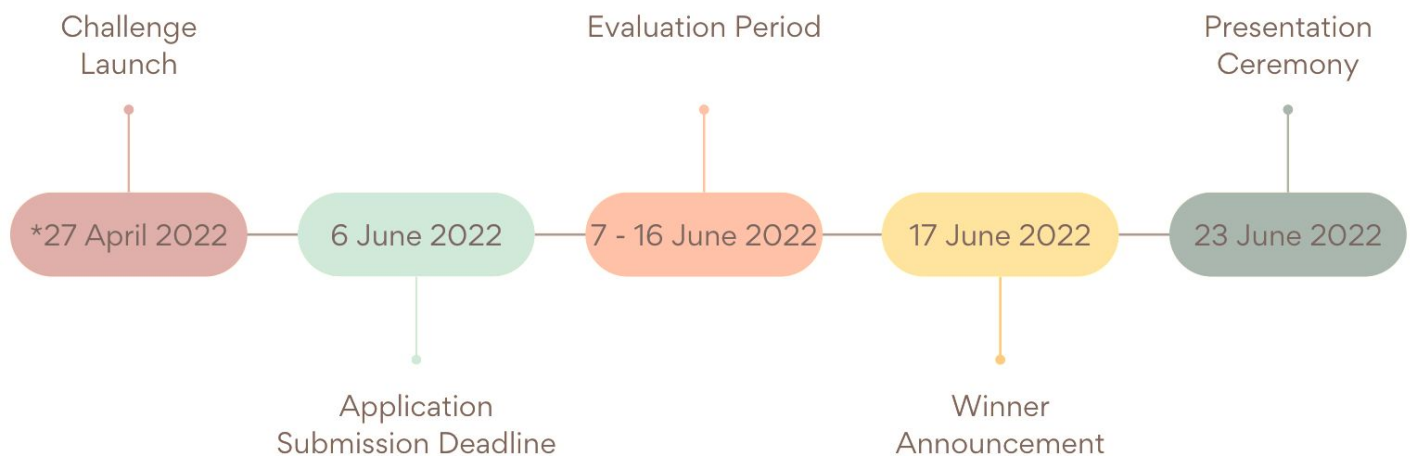 Challenge
Launch
Evaluation Period
Presentation
Ceremony
*27 April 2022
6 June 2022
7 - 16 June 2022
17 June 2022
23 June 2022
Application
Submission Deadline
Winner
Announcement